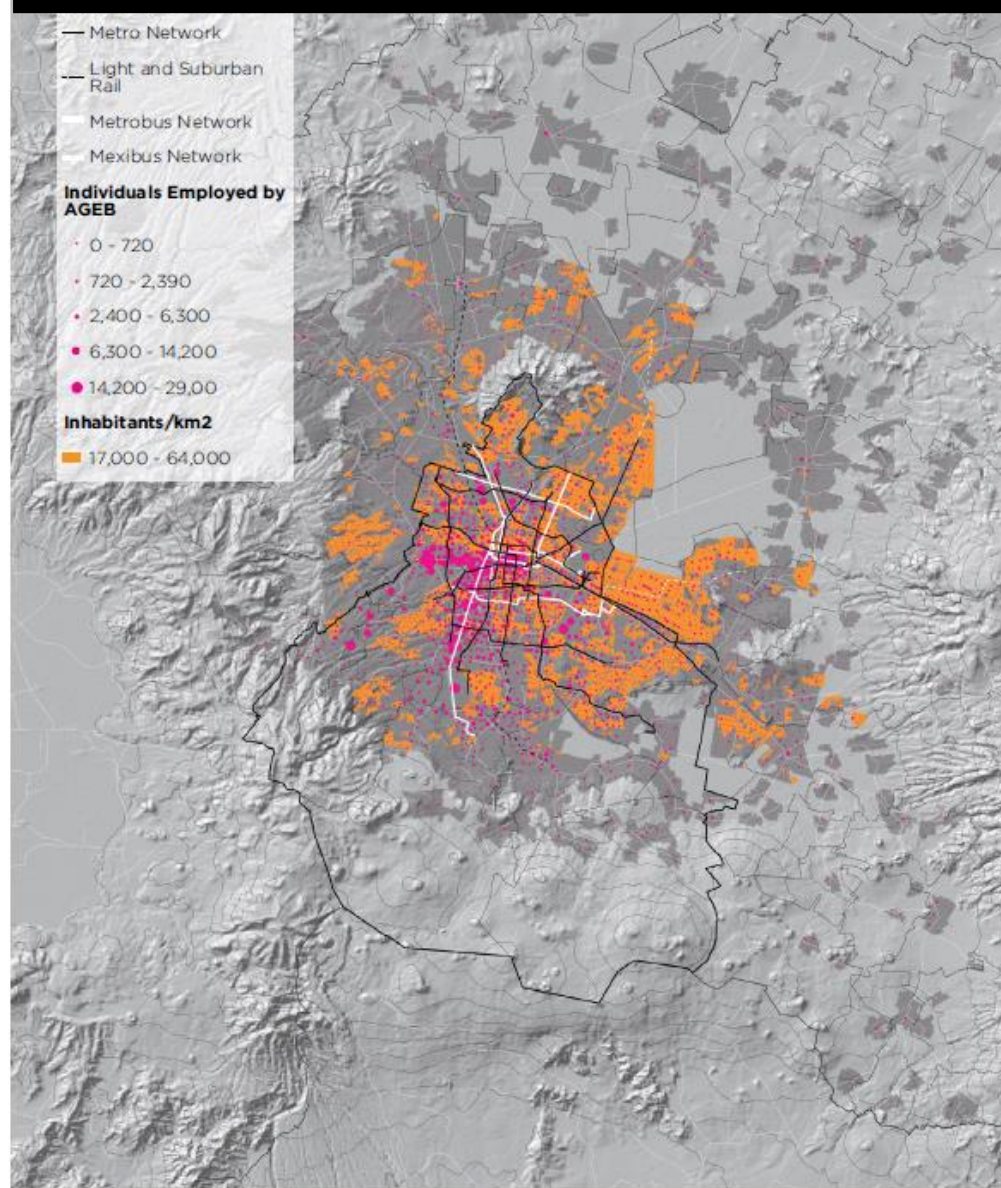 Metro Network
Light and Suburban
Rail
Metrobus Network
Mexibus Network
Individuals Employed by
AGEB
0 - 720
720 - 2,390
2,400 - 6,300
6,300 - 14,200
14,200 - 29,00
Inhabitants/km2
17,000 - 64,000